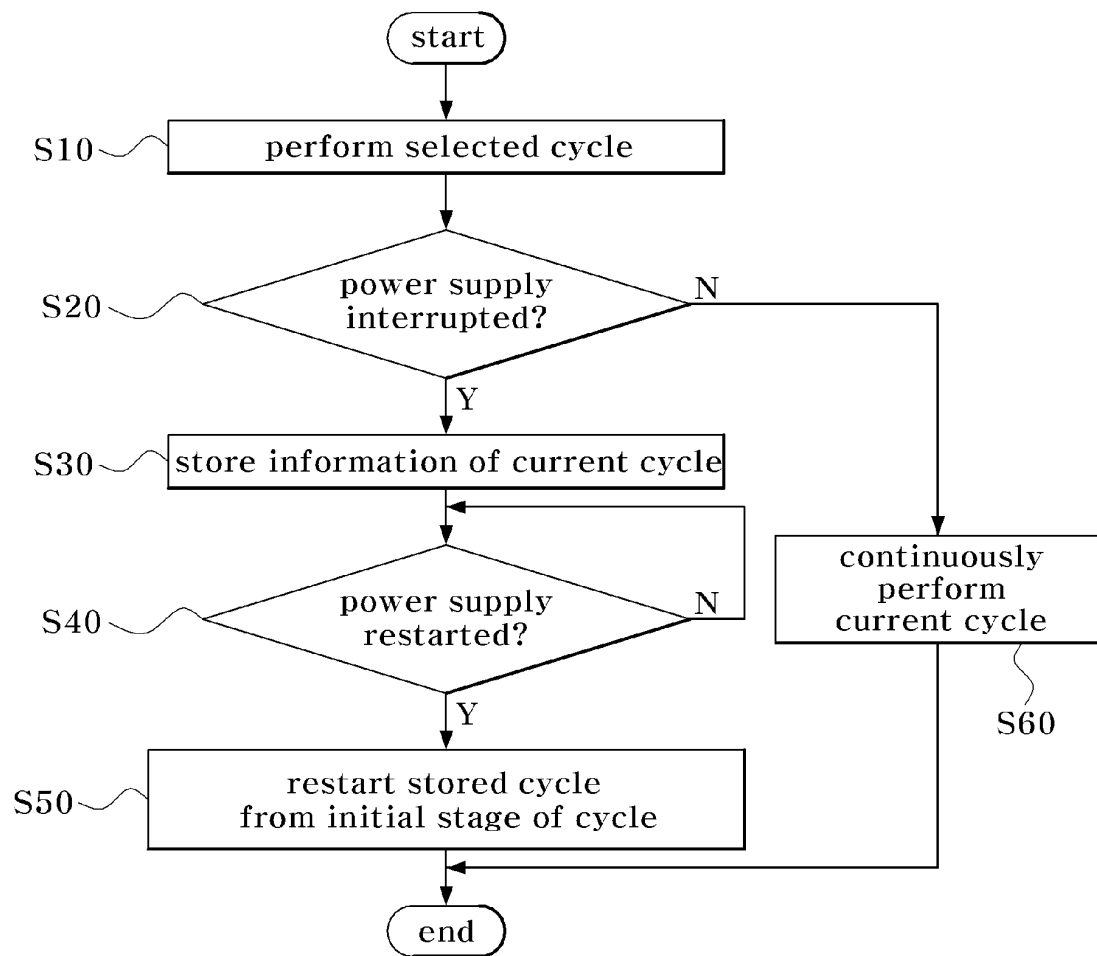 start
S10
perform selected cycle
S20
power supply
interrupted?
N
Y
S30
store information of current cycle
S40
power supply
restarted?
N
continuously
perform
current cycle
S60
Y
S50
restart stored cycle
from initial stage of cycle
end